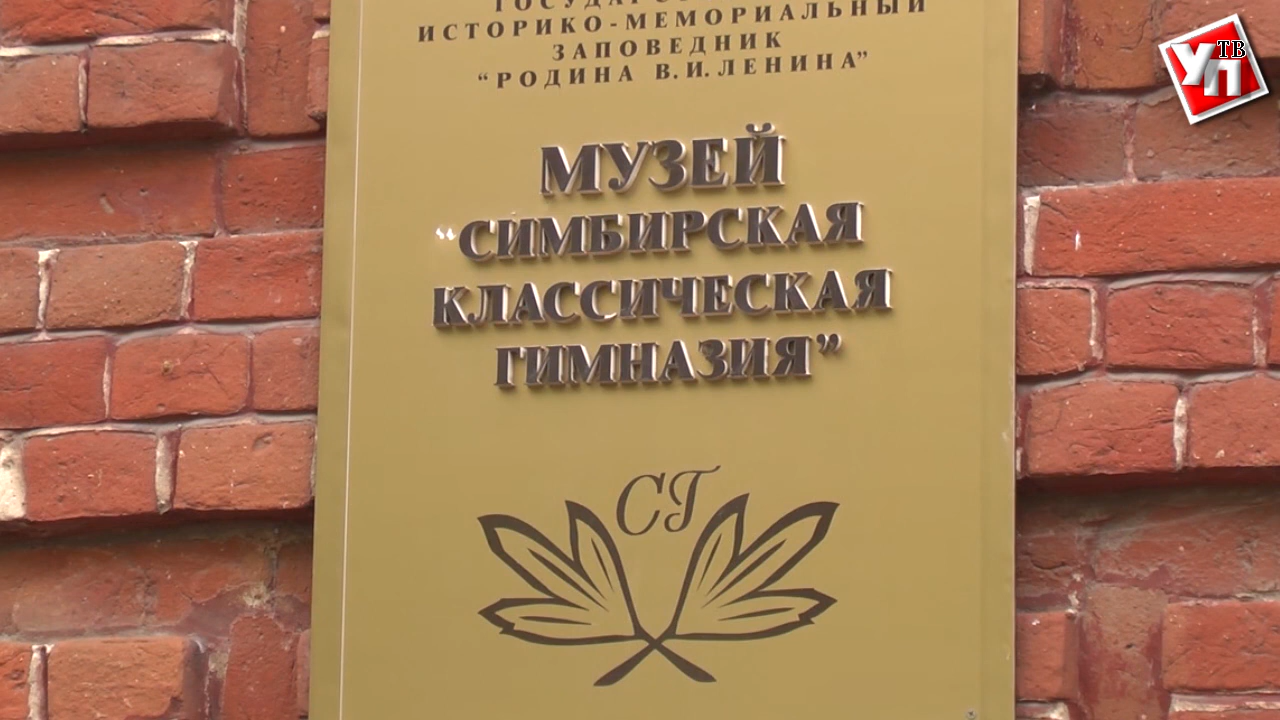 ИСТОРИКО-МЕМОРИАЛЬНЫЙ
ЗАПОВЕДНИК
“РОДИНА В.И.ЛЕНИНА”
МУЗЕЙ
“СИМБИРСКАЯ
КЛАССИЧЕСКАЯ
ГИМНАЗИЯ”
СГ
УП ТВ